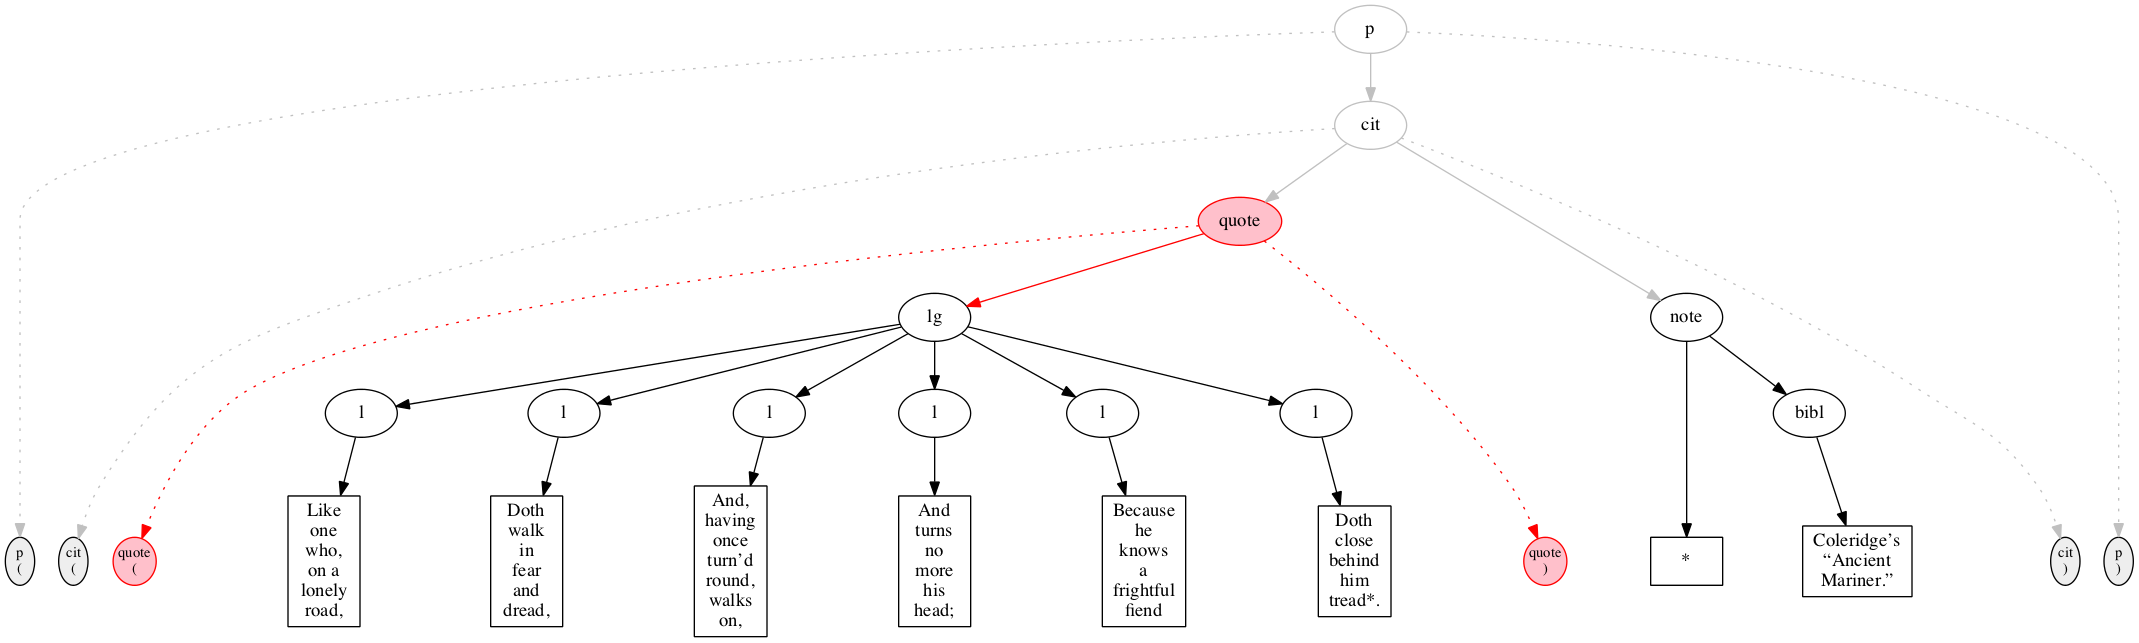 p
cit
quote
lg
note
l
l
l
l
l
l
bibl
p
(
cit
(
quote
(
Like
one
who,
on a
lonely
road,
Doth
walk
in
fear
and
dread,
And,
having
once
turn’d
round,
walks
on,
And
turns
no
more
his
head;
Because
he
knows
a
frightful
fiend
Doth
close
behind
him
tread*.
quote
)
*
Coleridge’s
“Ancient
Mariner.”
cit
)
p
)